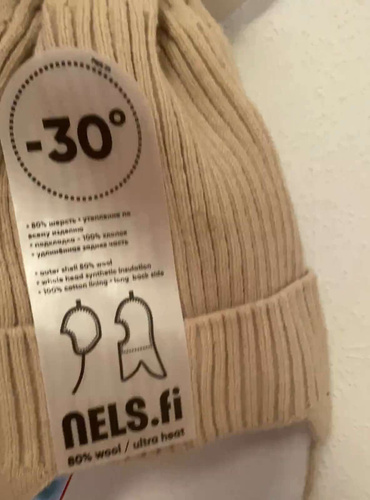 -30°
• 80% шерсть • утепление по
всему изделию
• подкладка - 100% хлопок
• удлинённая задняя часть
• outer shell 80% wool
• whole head synthetic insulation
• 100% cotton lining • long back side
NELS.fi
80% wool / ultra heat